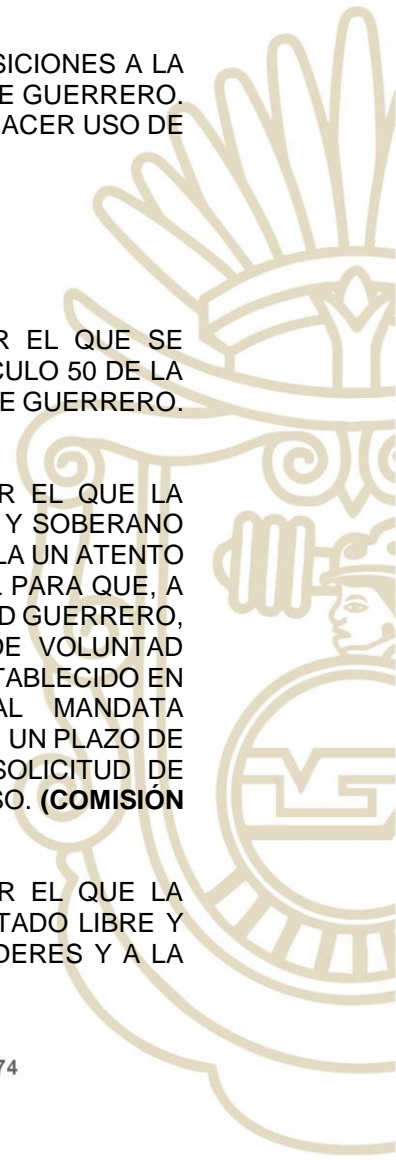 SICIONES A LA
E GUERRERO.
ACER USO DE
R EL QUE SE
CULO 50 DE LA
E GUERRERO.
R EL QUE LA
Y SOBERANO
LA UN ATENTO
PARA QUE, A
D GUERRERO,
DE VOLUNTAD
TABLECIDO EN
AL MANDATA
UN PLAZO DE
SOLICITUD DE
SO. (COMISIÓN
R EL QUE LA
TADO LIBRE Y
DERES Y A LA
74